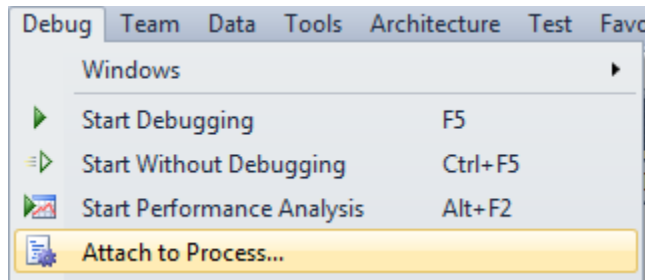 Debug Team Data Tools Architecture Test
Windows
Start Debugging F5
Start Without Debugging Ctrl+F5
Start Performance Analysis Alt+F2
Attach to Process...